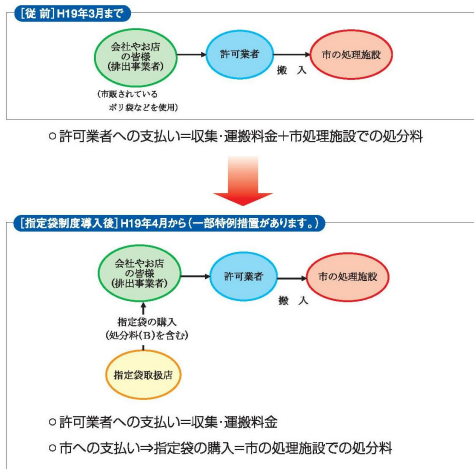 [従 前]H19年3月まで
会社やお店
の皆様
(排出事業者)
許可業者
搬 入
市の処理施設
(市販されている
ポリ袋などを使用)
○許可業者への支払い=収集・運搬料金+市処理施設での処分料
[指定袋制度導入後]H19年4月から(一部特例措置があります。)
会社やお店
の皆様
(排出事業者)
許可業者
搬 入
市の処理施設
指定袋の購入
(処分料(B)を含む)
指定袋取扱店
○許可業者への支払い=収集・運搬料金
○市への支払い⇒指定袋の購入=市の処理施設での処分料